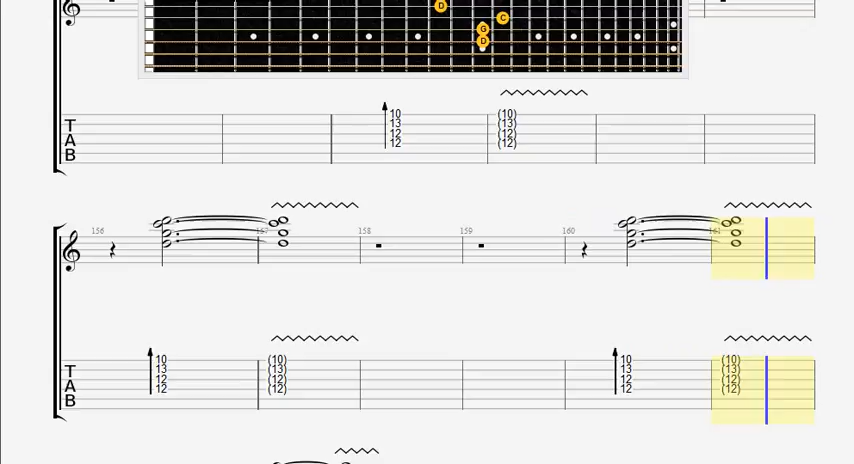 D
C
G
D
10 (10)
T 13 (13)
A 12 (12)
B 12 (12)
156 157 158 159 160 161
10 (10) 10 (10)
T 13 (13) 13 (13)
A 12 (12) 12 (12)
B 12 (12) 12 (12)